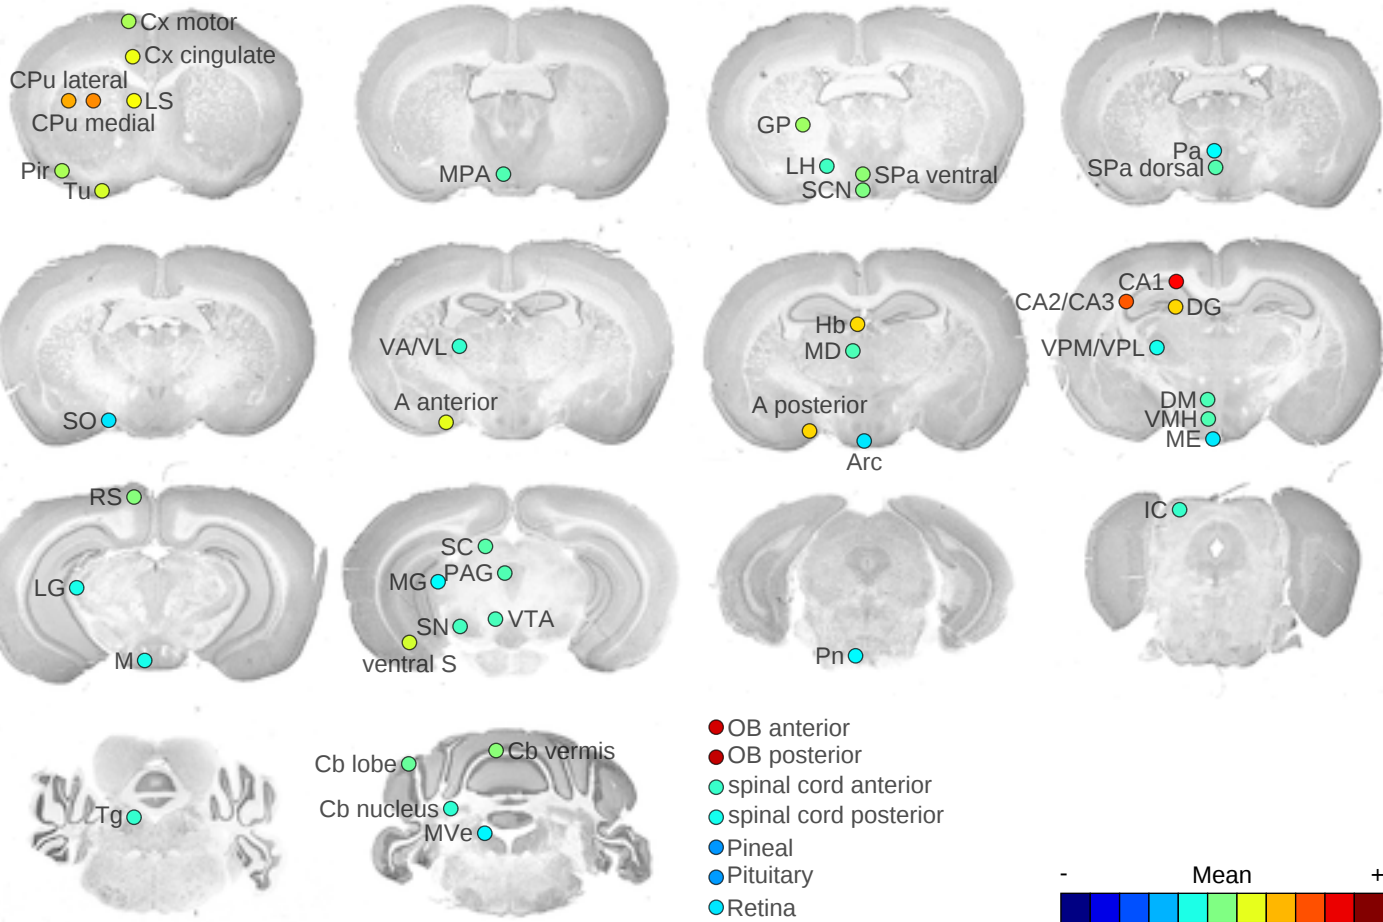 Cx motor
Cx cingulate
CPu lateral
LS
CPu medial
Pir
Tu
MPA
GP
LH
SPa ventral
SCN
Pa
SPa dorsal
SO
VA/VL
A anterior
Hb
MD
A posterior
Arc
CA1
CA2/CA3
DG
VPM/VPL
DM
VMH
ME
RS
LG
M
SC
MG
PAG
SN
VTA
ventral S
Pn
IC
Tg
Cb lobe
Cb vermis
Cb nucleus
MVe
OB anterior
OB posterior
spinal cord anterior
spinal cord posterior
Pineal
Pituitary
Retina
- Mean +